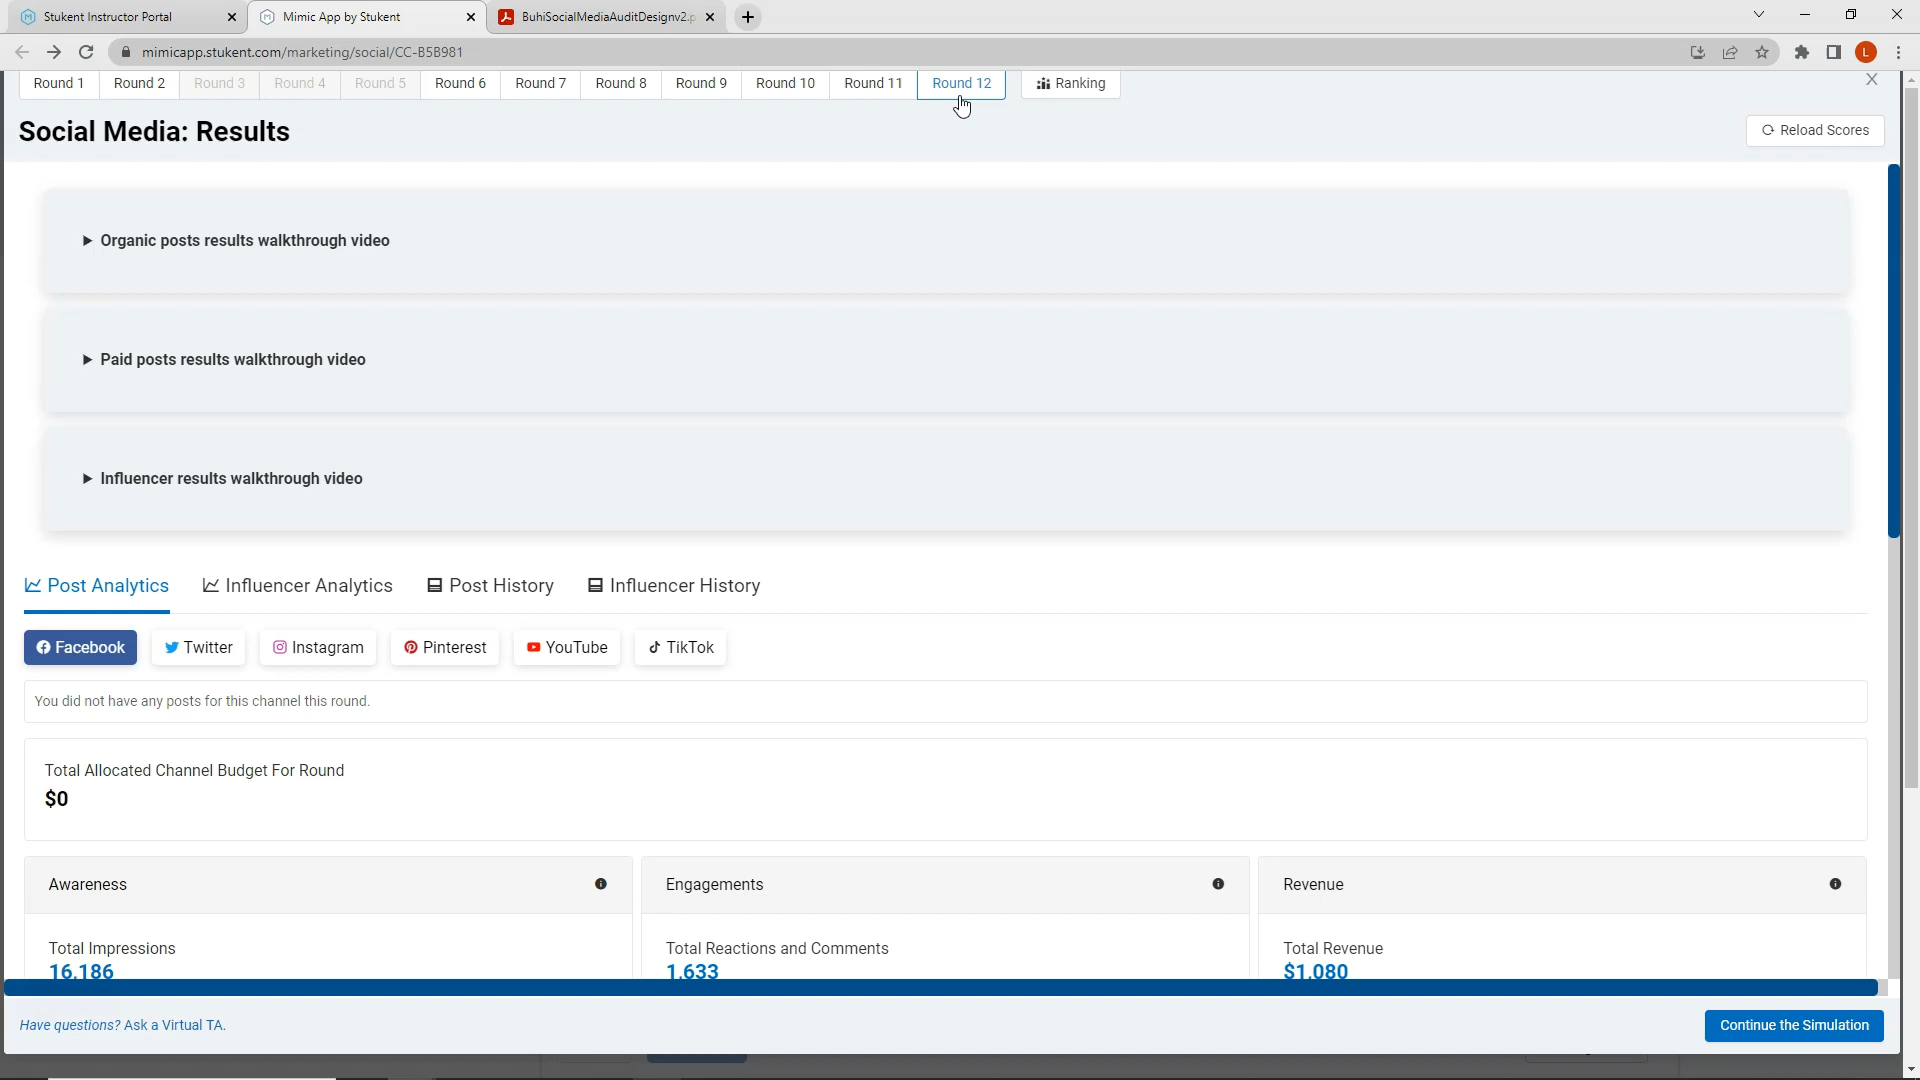 Stukent Instructor Portal
Mimic App by Stukent
BuhiSocialMediaAuditDesignv2.p
mimicapp.stukent.com/marketing/social/CC-B5B981
L
Round 1 Round 2 Round 3 Round 4 Round 5 Round 6 Round 7 Round 8 Round 9 Round 10 Round 11 Round 12 Ranking
X
Social Media: Results
Reload Scores
Organic posts results walkthrough video
Paid posts results walkthrough video
Influencer results walkthrough video
Post Analytics Influencer Analytics Post History Influencer History
Facebook Twitter Instagram Pinterest YouTube TikTok
You did not have any posts for this channel this round.
Total Allocated Channel Budget For Round
$0
Awareness Engagements Revenue
Total Impressions Total Reactions and Comments Total Revenue
16,186 1,633 $1,080
Have questions? Ask a Virtual TA.
Continue the Simulation